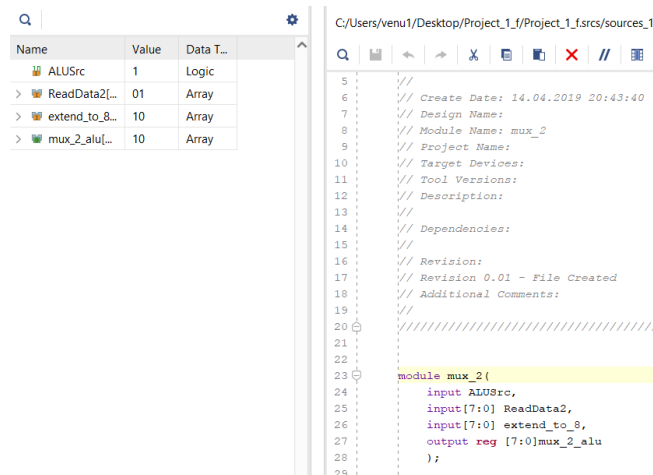 Name Value Data T...
ALUSrc 1 Logic
ReadData2[... 01 Array
extend_to_8... 10 Array
mux_2_alu[... 10 Array
C:/Users/venu1/Desktop/Project_1_f/Project_1_f.srcs/sources_1
5 //
6 // Create Date: 14.04.2019 20:43:40
7 // Design Name:
8 // Module Name: mux_2
9 // Project Name:
10 // Target Devices:
11 // Tool Versions:
12 // Description:
13 //
14 // Dependencies:
15 //
16 // Revision:
17 // Revision 0.01 - File Created
18 // Additional Comments:
19 //
20 //////////////////////////////////////
21
22
23 module mux_2(
24 input ALUSrc,
25 input[7:0] ReadData2,
26 input[7:0] extend_to_8,
27 output reg [7:0]mux_2_alu
28 );
29